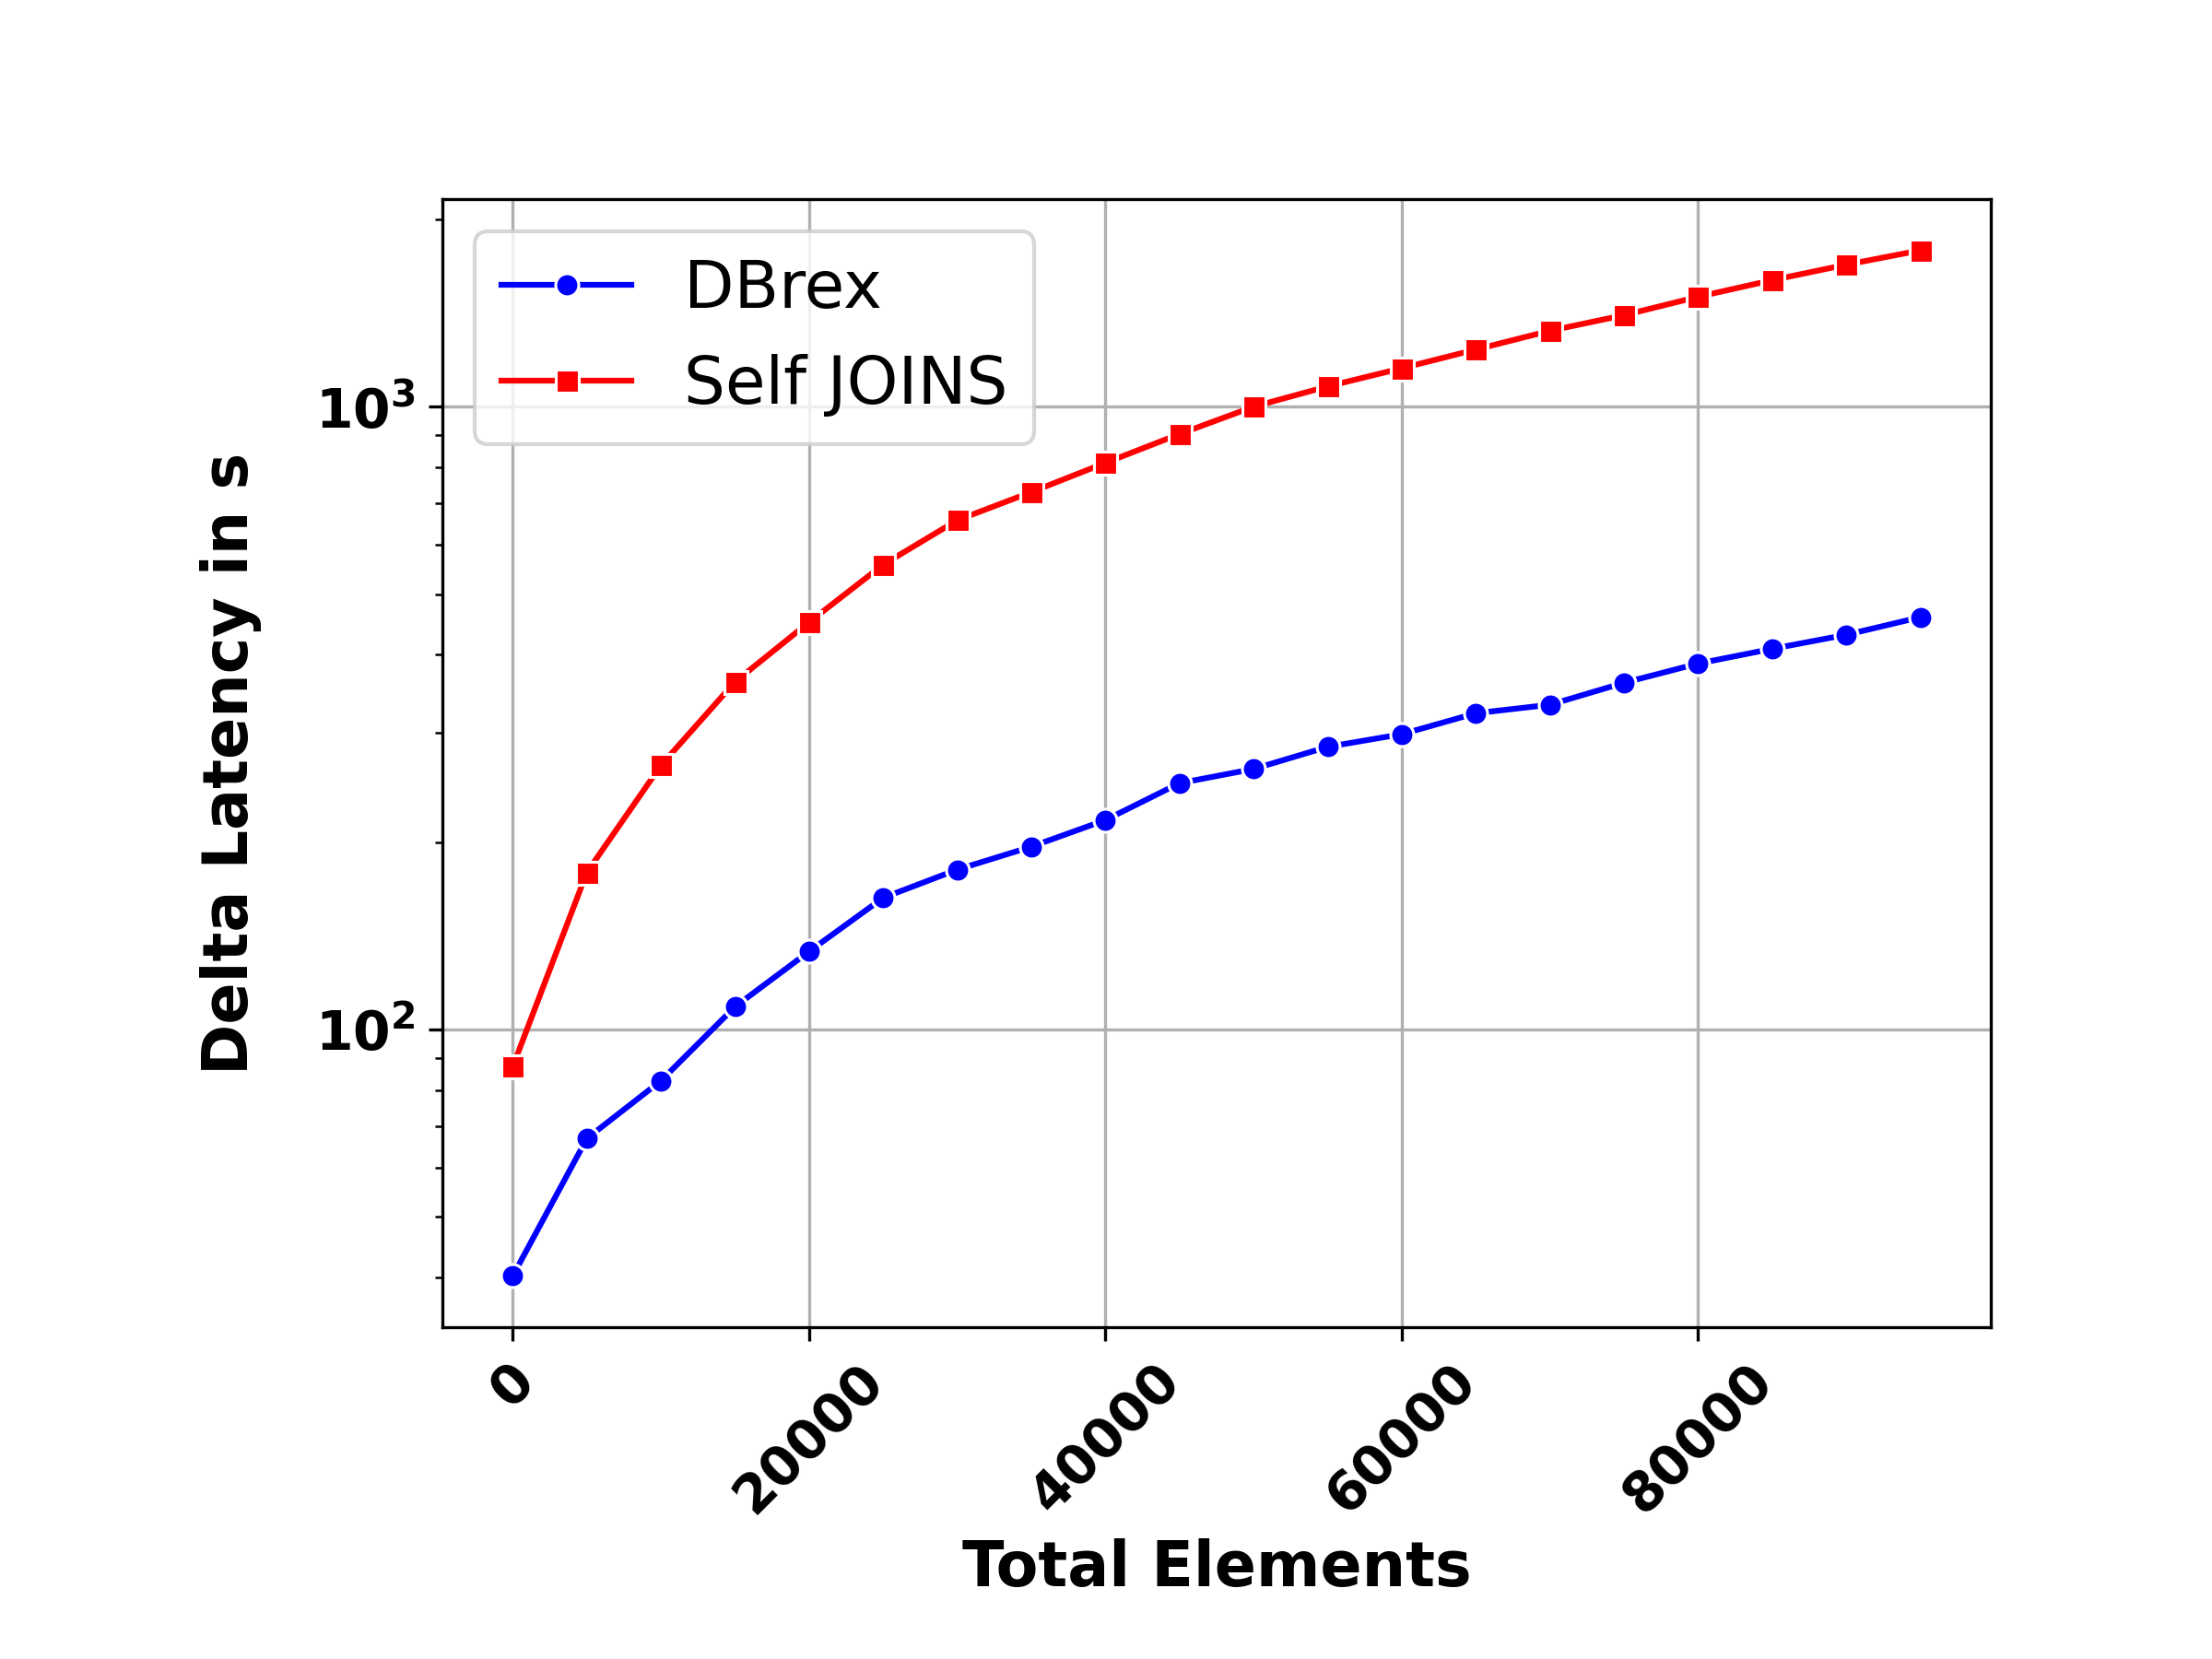 DBrex
Self JOINS
10³
10²
Delta Latency in s
0
20000
40000
60000
80000
Total Elements